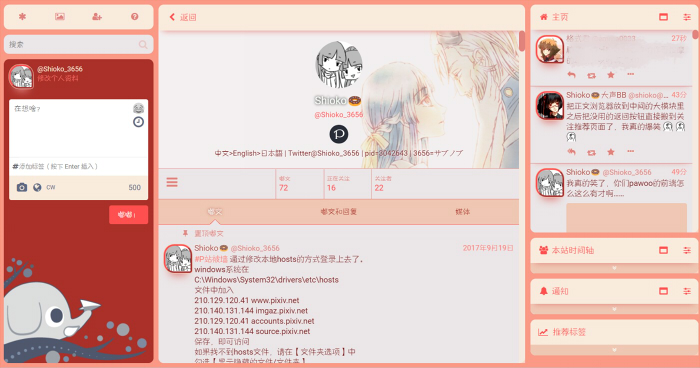 搜索
@Shioko_3656
修改个人资料
在想啥?
#添加标签（按下 Enter 插入）
CW
500
嘟嘟!
返回
Shioko
@Shioko_3656
中文>English>日本語 | Twitter@Shioko_3656 | pid=3042643 | 3656=サブノブ
嘟文
72
正在关注
16
关注者
22
嘟文
嘟文和回复
媒体
置顶嘟文
Shioko @Shioko_3656
2017年9月19日
通过修改本地hosts的方式登录上去了,
windows系统在
C:\Windows\System32\drivers\etc\hosts
文件中加入
210.129.120.41 www.pixiv.net
210.140.131.144 imgaz.pixiv.net
210.129.120.41 accounts.pixiv.net
210.140.131.144 source.pixiv.net
保存、即可访问
如果找不到hosts文件、请在【文件夹选项】中
勾选【显示隐藏的文件/文件夹】
主页
27分
Shioko 大声BB @shioko@...
43分
把正文浏览器放到中间的大模块里
之后把没用的返回按重直接搬到关
注推荐页面了, 我真的爆笑
Shioko @Shioko_3656
49分
我真的笑了, 你们pawoo的前端怎
么这么有才啊......
本站时间轴
通知
推荐标签